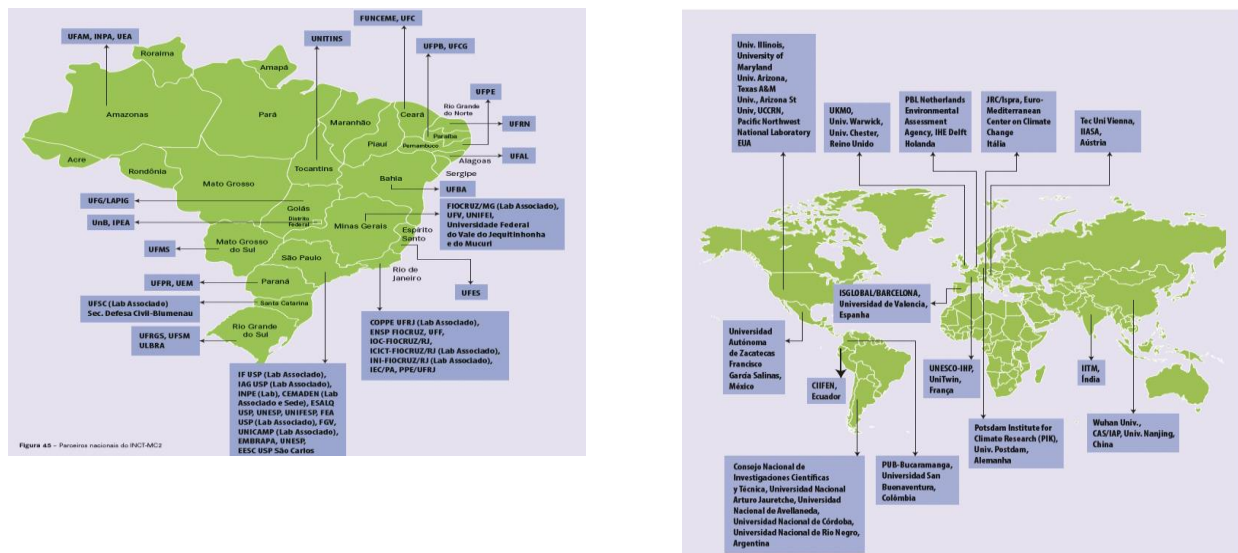 FUNCEME, UFC
UFAM, INPA, UEA
UNITINS
UFPB, UFCG
Roraima
Amapá
UFPE
Amazonas
Pará
Maranhão
Ceará
Rio Grande
do Norte
UFRN
Paraíba
Piauí
Pernambuco
UFAL
Acre
Alagoas
Rondônia
Tocantins
Sergipe
Mato Grosso
Bahia
UFBA
UFG/LAPIG
Goiás
FIOCRUZ/MG (Lab Associado),
UFV, UNIFEI,
Universidade Federal
do Vale do Jequitinhonha
e do Mucuri
UnB, IPEA
Distrito
Federal
Minas Gerais
Espírito
Santo
UFMS
Mato Grosso
do Sul
São Paulo
Rio de
Janeiro
UFPR, UEM
Paraná
UFES
UFSC (Lab Associado)
Sec. Defesa Civil-Blumenau
Santa Catarina
UFRGS, UFSM
ULBRA
Rio Grande
do Sul
COPPE UFRJ (Lab Associado),
ENSP FIOCRUZ, UFF,
IOC-FIOCRUZ/RJ,
ICICT-FIOCRUZ/RJ (Lab Associado),
INI-FIOCRUZ/RJ (Lab Associado),
IEC/PA, PPE/UFRJ
IF USP (Lab Associado),
IAG USP (Lab Associado),
INPE (Lab), CEMADEN (Lab
Associado e Sede), ESALQ
USP, UNESP, UNIFESP, FEA
USP (Lab Associado), FGV,
UNICAMP (Lab Associado),
EMBRAPA, UNESP,
EESC USP São Carlos
Figura 45 – Parceiros nacionais do INCT-MC2
Univ. Illinois,
University of
Maryland
Univ. Arizona,
Texas A&M
Univ., Arizona St
Univ, UCCRN,
Pacific Northwest
National Laboratory
EUA
UKMO,
Univ. Warwick,
Univ. Chester,
Reino Unido
PBL Netherlands
Environmental
Assessment
Agency, IHE Delft
Holanda
JRC/Ispra, Euro-
Mediterranean
Center on Climate
Change
Itália
Tec Uni Vienna,
IIASA,
Aústria
ISGLOBAL/BARCELONA,
Universidade de Valencia,
Espanha
Universidad
Autónoma
de Zacatecas
Francisco
García Salinas,
México
CIIFEN,
Ecuador
UNESCO-IHP,
UniTwin,
França
IITM,
Índia
Potsdam Institute for
Climate Research (PIK),
Univ. Postdam,
Alemanha
Wuhan Univ.,
CAS/IAP, Univ. Nanjing,
China
Consejo Nacional de
Investigaciones Científicas
y Técnica, Universidad Nacional
Arturo Jauretche, Universidad
Nacional de Avellaneda,
Universidad Nacional de Córdoba,
Universidad Nacional de Rio Negro,
Argentina
PUB-Bucaramanga,
Universidad San
Buenaventura,
Colômbia